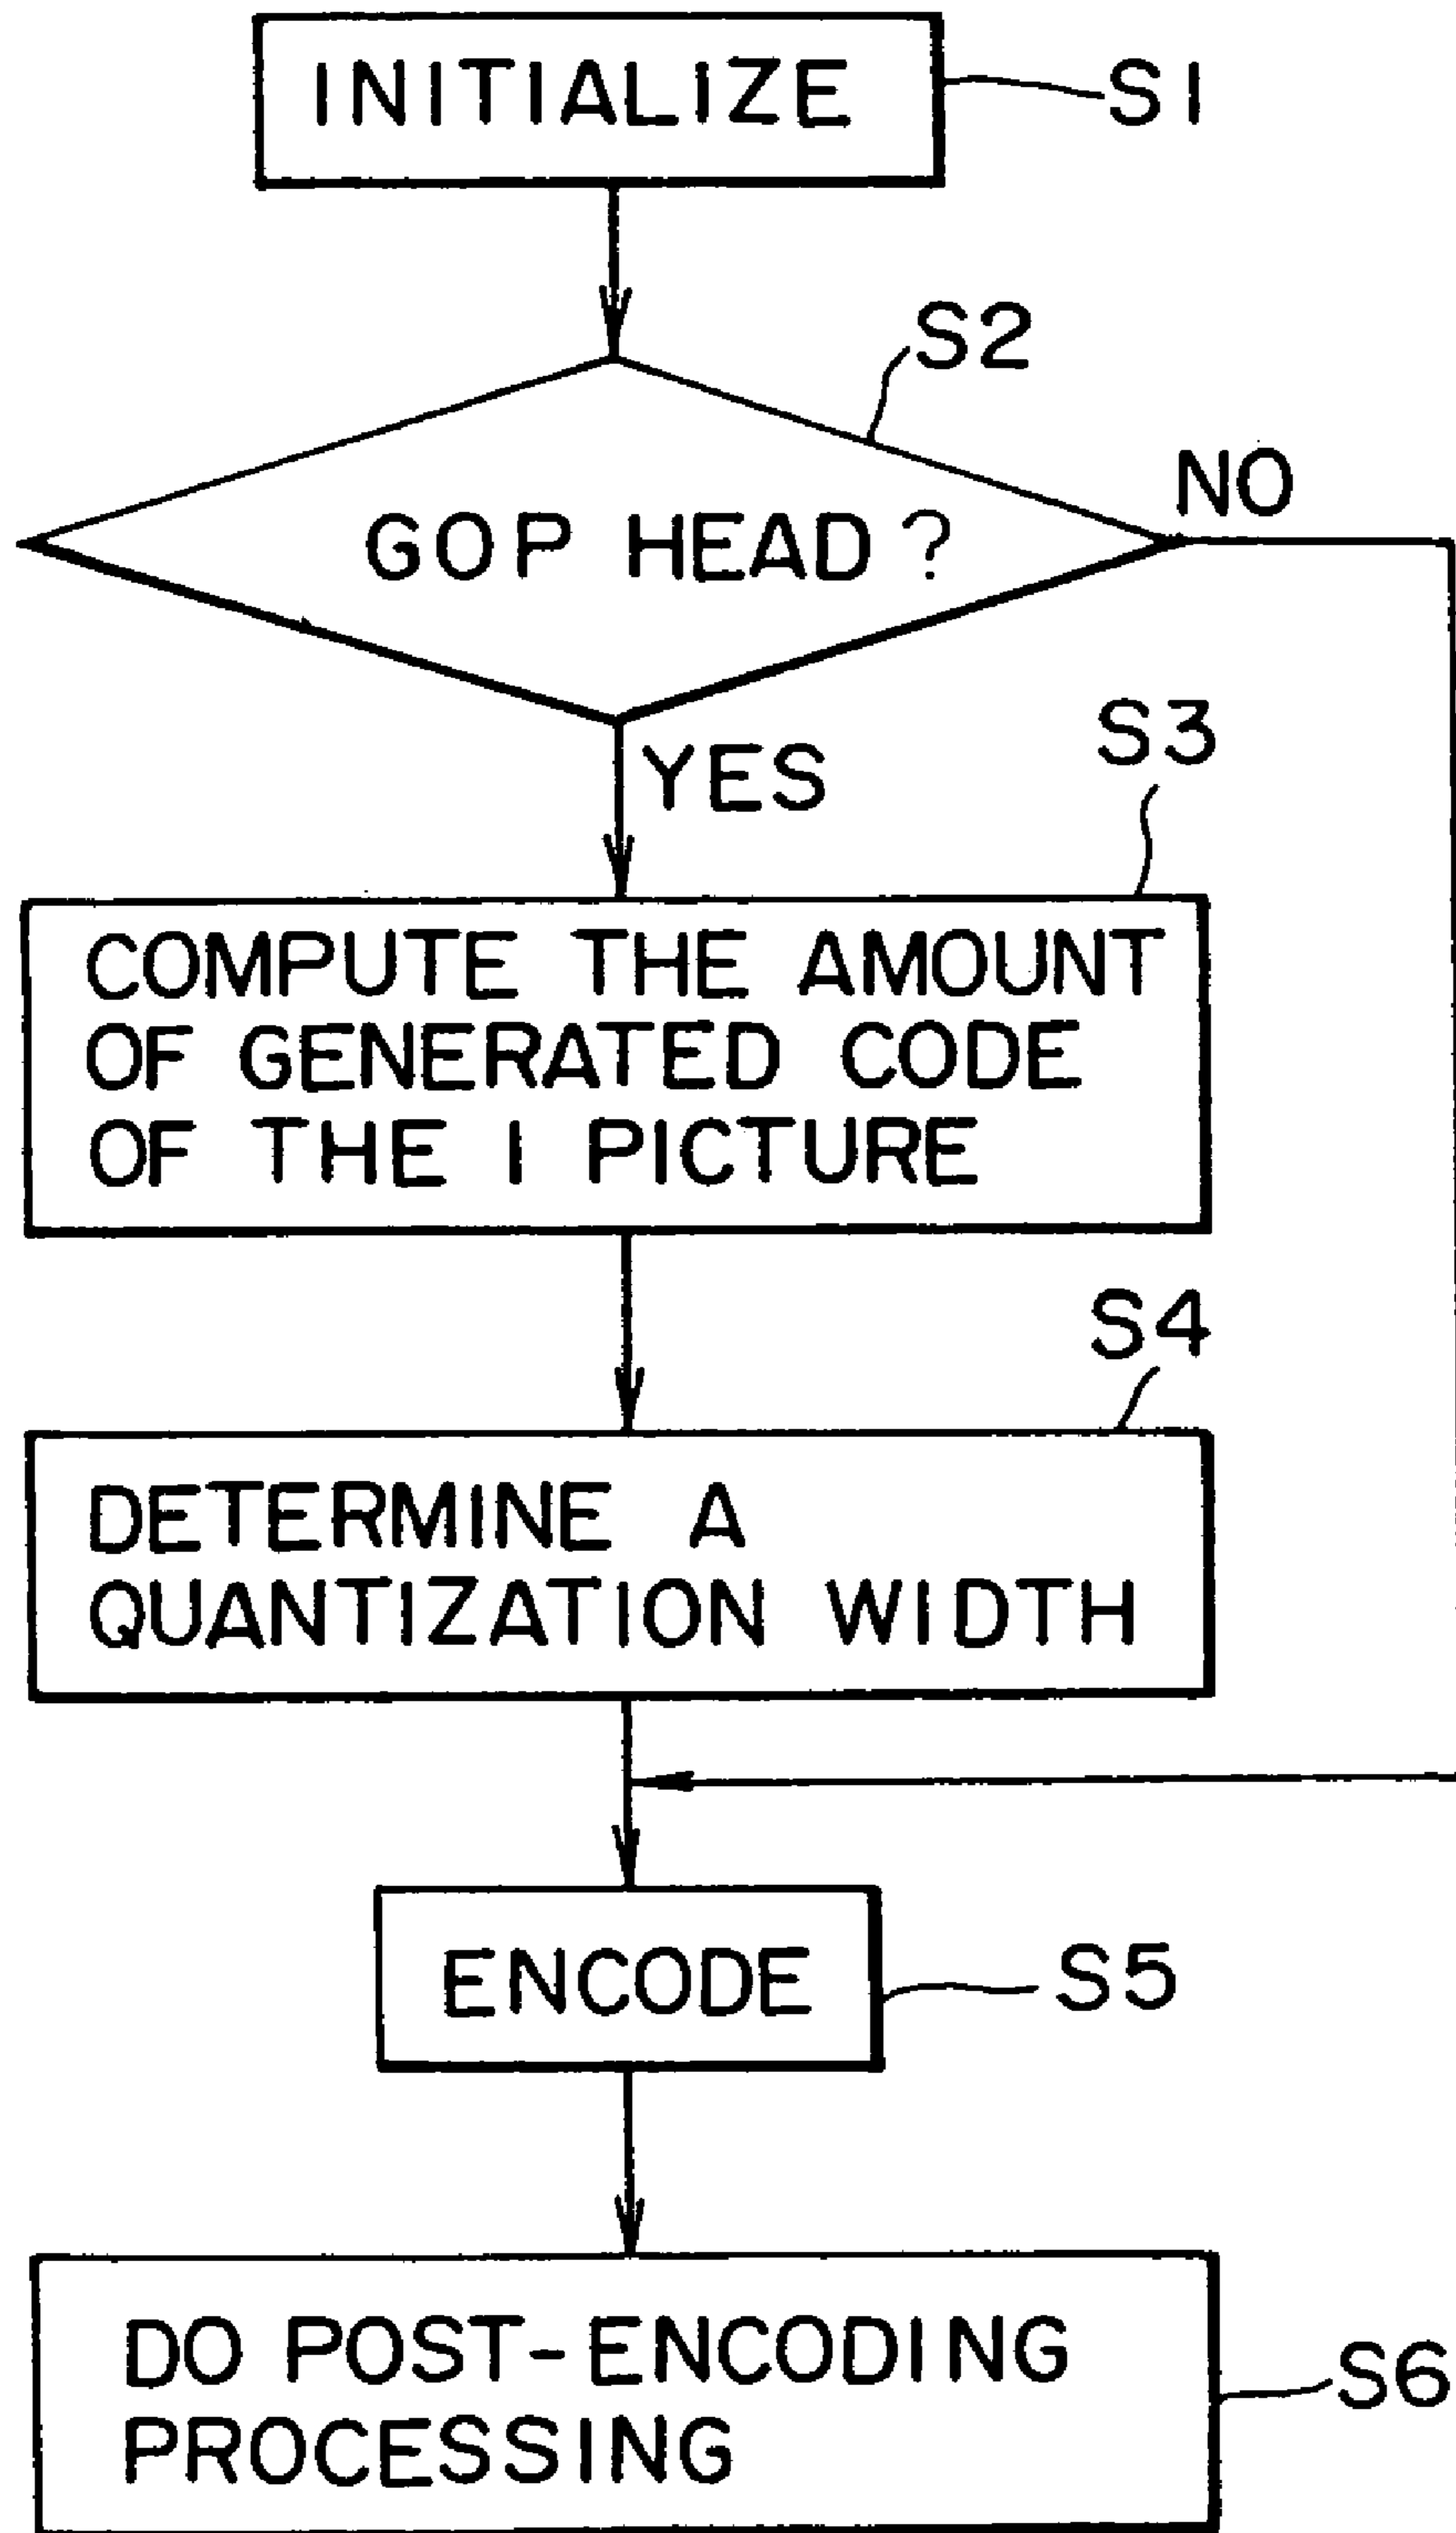 INITIALIZE
S1
S2
GOP HEAD?
NO
YES
S3
COMPUTE THE AMOUNT
OF GENERATED CODE
OF THE I PICTURE
S4
DETERMINE A
QUANTIZATION WIDTH
ENCODE
S5
DO POST-ENCODING
PROCESSING
S6